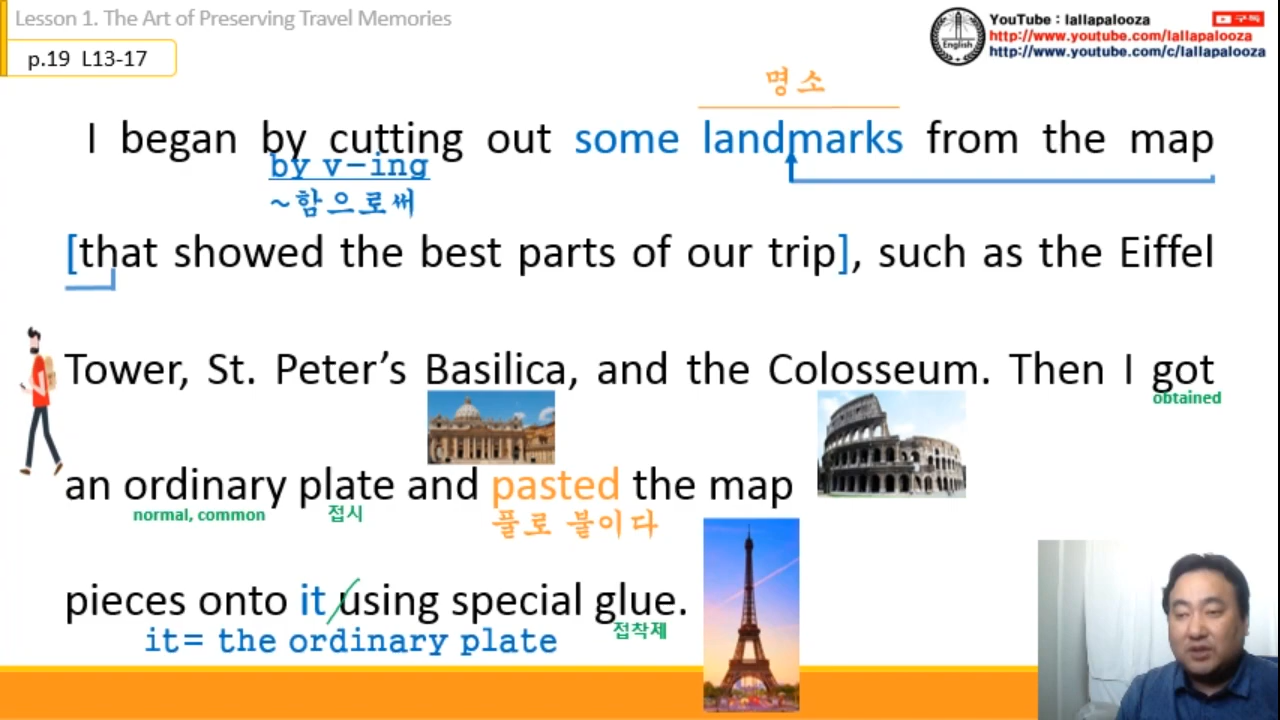 Lesson 1. The Art of Preserving Travel Memories
YouTube : lallapalooza
구독
http://www.youtube.com/lallapalooza
http://www.youtube.com/c/lallapalooza
English
p.19 L13-17
명소
I began by cutting out some landmarks from the map
by v-ing
~함으로써
[that showed the best parts of our trip], such as the Eiffel
Tower, St. Peter's Basilica, and the Colosseum. Then I got
obtained
an ordinary plate and pasted the map
normal, common 접시 풀로 붙이다
pieces onto it/using special glue.
it= the ordinary plate 접착제